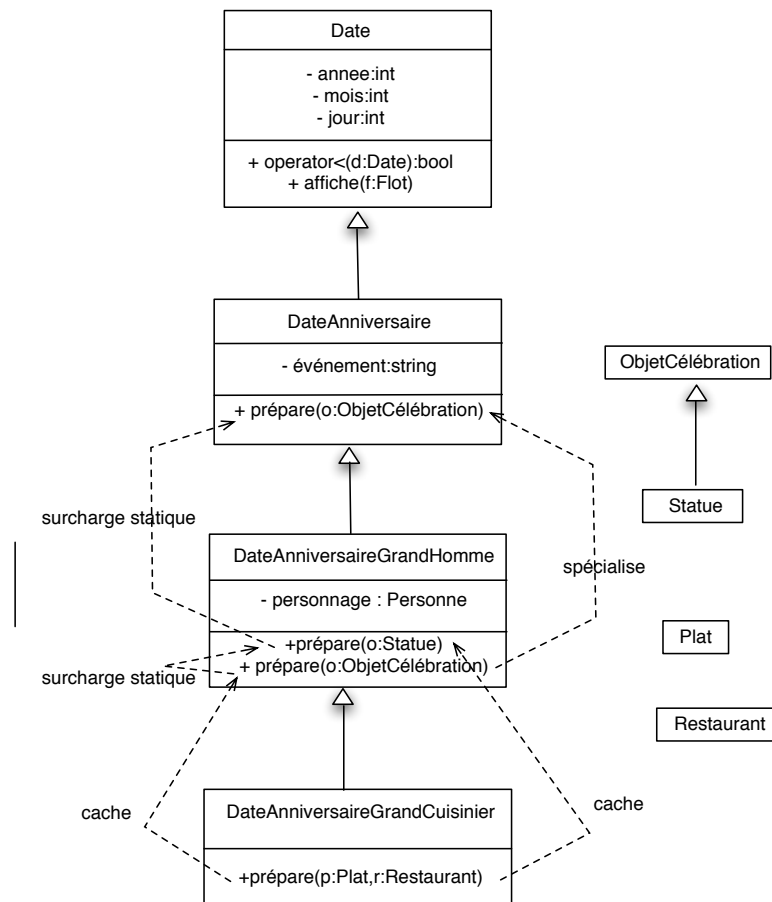 Date
- annee:int
- mois:int
- jour:int
+ operator<(d:Date):bool
+ affiche(f:Flot)
DateAnniversaire
- événement:string
+ prépare(o:ObjetCélébration)
ObjetCélébration
Statue
surcharge statique
DateAnniversaireGrandHomme
spécialise
- personnage : Personne
+prépare(o:Statue)
+ prépare(o:ObjetCélébration)
Plat
surcharge statique
Restaurant
cache
DateAnniversaireGrandCuisinier
cache
+prépare(p:Plat,r:Restaurant)